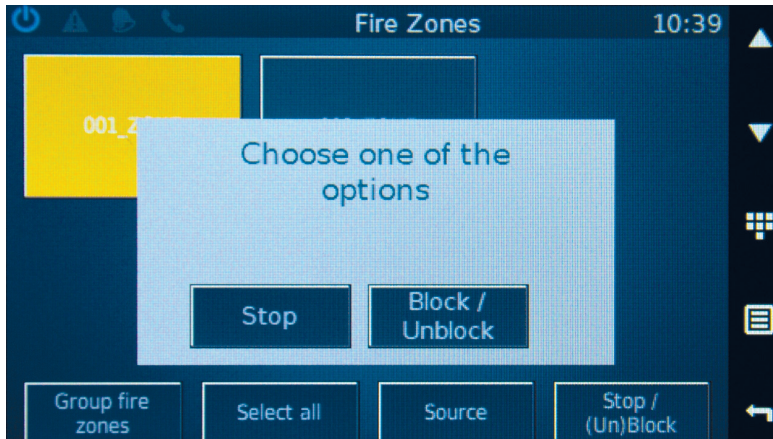 Fire Zones 10:39
001_Z
Choose one of the
options
Stop
Block /
Unblock
Group fire
zones
Select all
Source
Stop /
(Un)Block